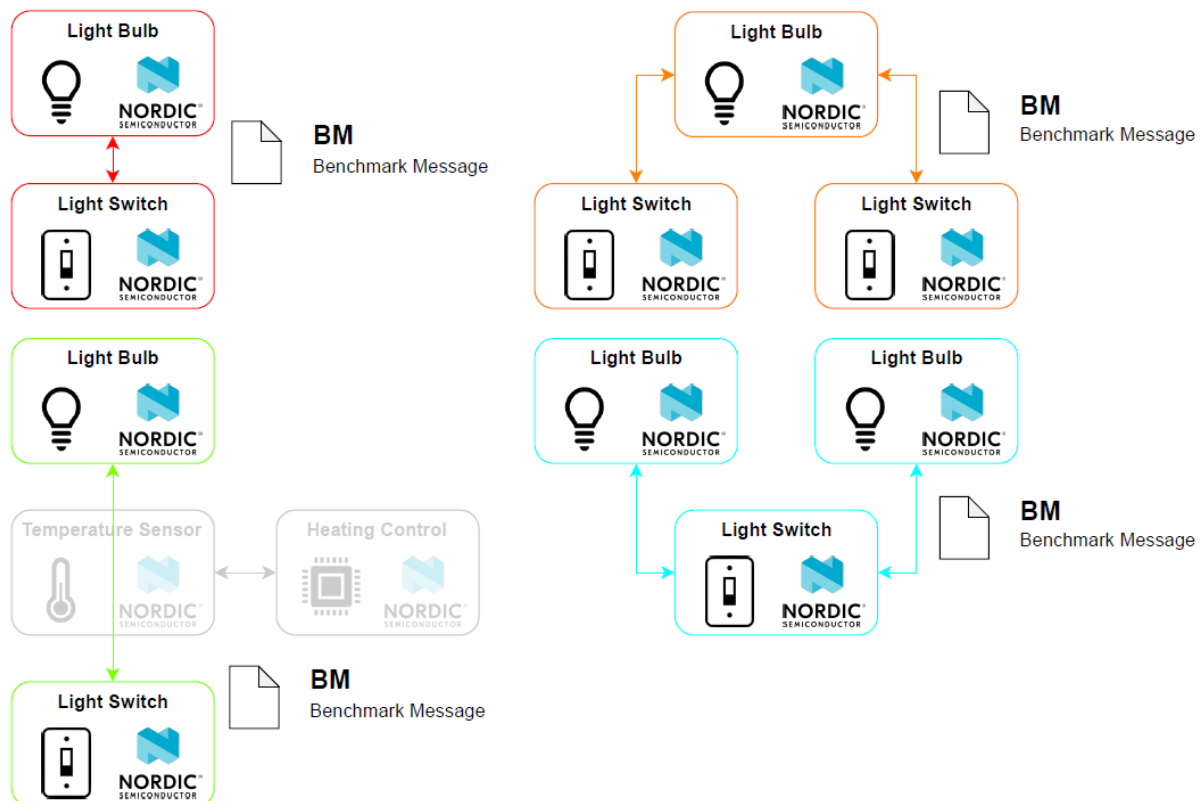 Light Bulb
NORDIC®
SEMICONDUCTOR
BM
Benchmark Message
Light Switch
NORDIC®
SEMICONDUCTOR
Light Bulb
NORDIC®
SEMICONDUCTOR
BM
Benchmark Message
Light Switch
NORDIC®
SEMICONDUCTOR
Light Switch
NORDIC®
SEMICONDUCTOR
Light Bulb
NORDIC®
SEMICONDUCTOR
Temperature Sensor
NORDIC®
SEMICONDUCTOR
Heating Control
NORDIC®
SEMICONDUCTOR
BM
Benchmark Message
Light Switch
NORDIC®
SEMICONDUCTOR
Light Bulb
NORDIC®
SEMICONDUCTOR
Light Bulb
NORDIC®
SEMICONDUCTOR
Light Switch
NORDIC®
SEMICONDUCTOR
BM
Benchmark Message